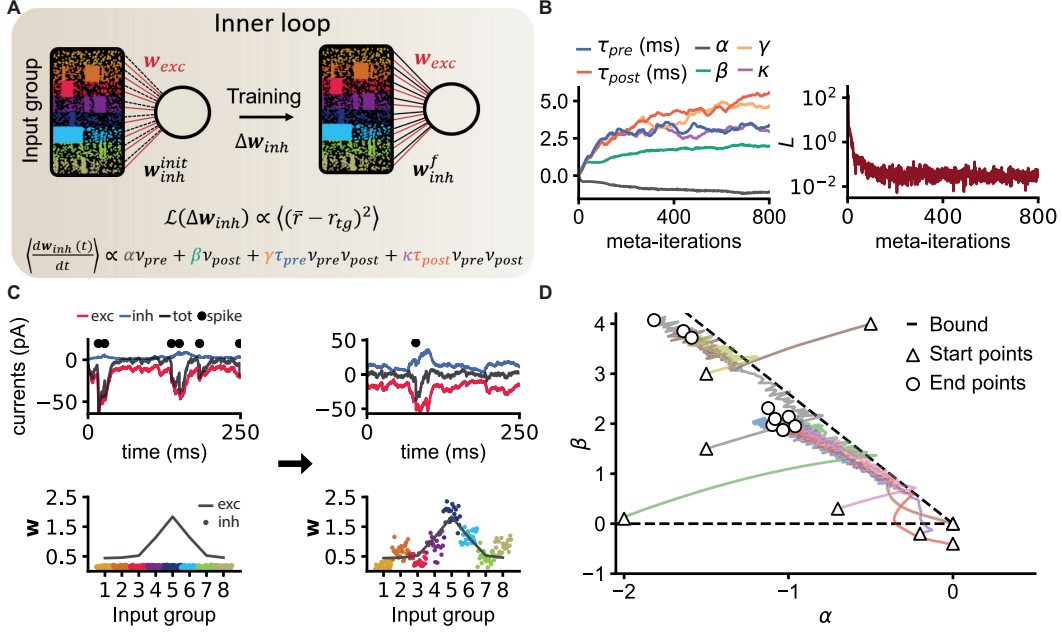 A
Inner loop
Input group
w_exc
w_inh^init
Training
Δw_inh
w_exc
w_inh^f
ℒ(Δw_inh) ∝ ⟨(r̄ − r_tg)²⟩
⟨dw_inh(t)/dt⟩ ∝ αν_pre + βν_post + γτ_pre ν_pre ν_post + κτ_post ν_pre ν_post
B
τ_pre (ms)
α
γ
τ_post (ms)
β
κ
5.0
2.5
0.0
0
400
800
meta-iterations
L
10²
10⁰
10⁻²
0
400
800
meta-iterations
C
exc
inh
tot
spike
currents (pA)
0
−50
0
250
time (ms)
50
0
−50
0
250
time (ms)
w
2.5
1.5
0.5
exc
inh
1 2 3 4 5 6 7 8
Input group
w
2.5
1.5
0.5
1 2 3 4 5 6 7 8
Input group
D
β
4
3
2
1
0
−1
−2
−1
0
α
Bound
Start points
End points